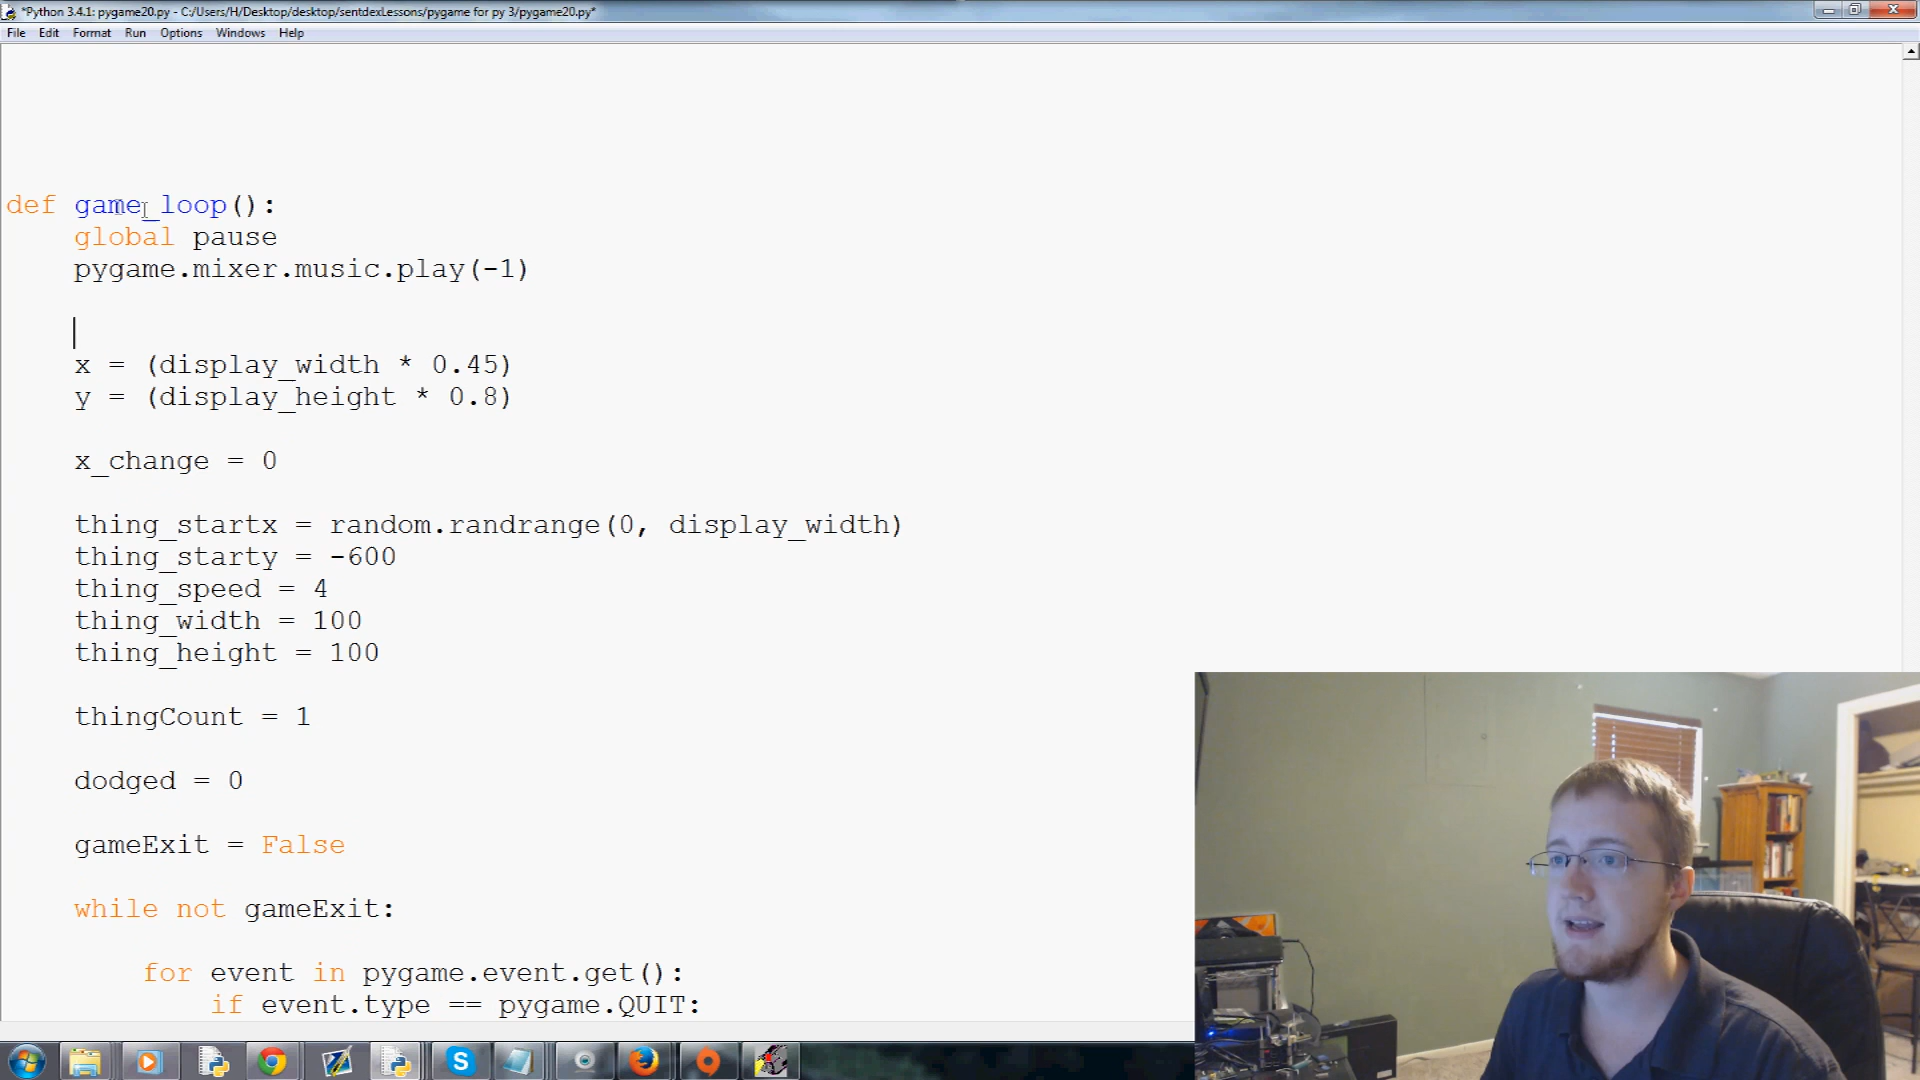 *Python 3.4.1: pygame20.py - C:/Users/H/Desktop/desktop/sentdexLessons/pygame for py 3/pygame20.py*
File Edit Format Run Options Windows Help
def game_loop():
    global pause
    pygame.mixer.music.play(-1)
    x = (display_width * 0.45)
    y = (display_height * 0.8)
    x_change = 0
    thing_startx = random.randrange(0, display_width)
    thing_starty = -600
    thing_speed = 4
    thing_width = 100
    thing_height = 100
    thingCount = 1
    dodged = 0
    gameExit = False
    while not gameExit:
        for event in pygame.event.get():
            if event.type == pygame.QUIT: